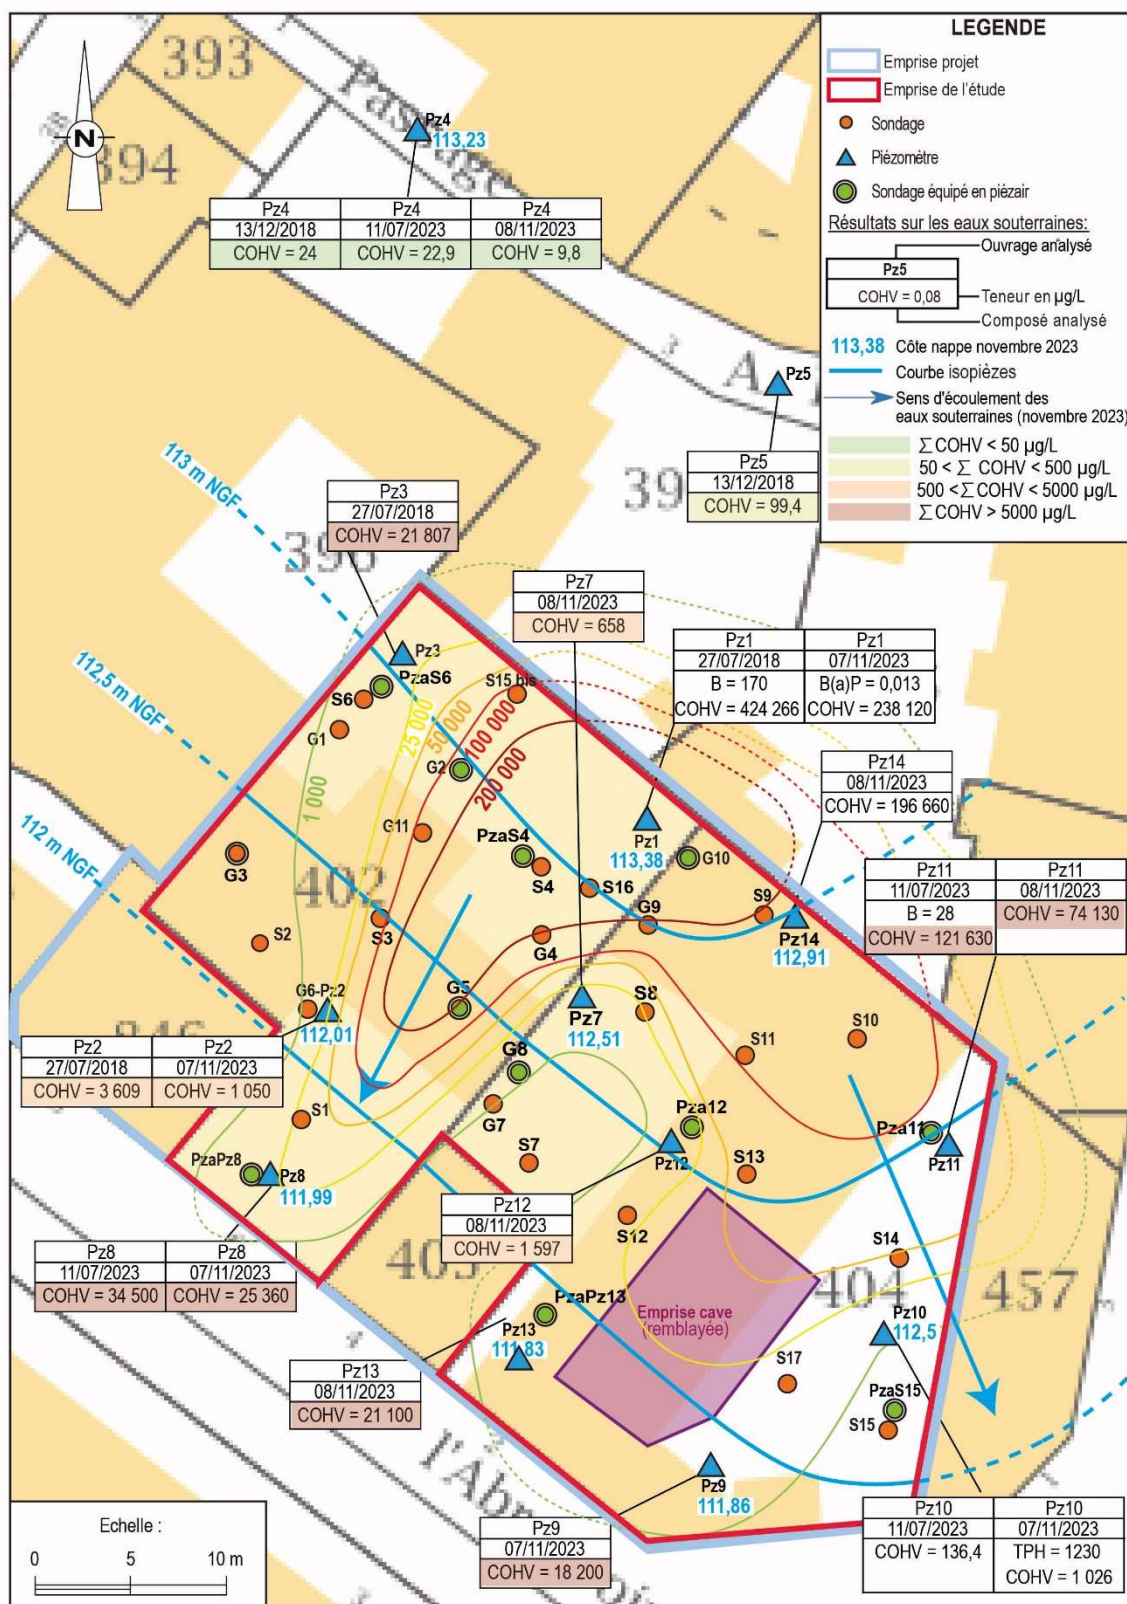 LEGENDE
Emprise projet
Emprise de l'étude
Sondage
Piézomètre
Sondage équipé en piézair
Résultats sur les eaux souterraines:
Ouvrage analysé
Pz5
COHV = 0,08
Teneur en µg/L
Composé analysé
113,38 Côte nappe novembre 2023
Courbe isopièzes
Sens d'écoulement des
eaux souterraines (novembre 2023)
∑COHV < 50 µg/L
50 < ∑ COHV < 500 µg/L
500 <∑COHV < 5000 µg/L
∑COHV > 5000 µg/L
393
394
N
Passage
Pz4
113,23
Pz4 Pz4 Pz4
13/12/2018 11/07/2023 08/11/2023
COHV = 24 COHV = 22,9 COHV = 9,8
3
A
Pz5
39
Pz5
13/12/2018
COHV = 99,4
113 m NGF
112,5 m NGF
112 m NGF
Pz3
27/07/2018
COHV = 21 807
396
Pz7
08/11/2023
COHV = 658
Pz1 Pz1
27/07/2018 07/11/2023
B = 170 B(a)P = 0,013
COHV = 424 266 COHV = 238 120
Pz14
08/11/2023
COHV = 196 660
Pz11 Pz11
11/07/2023 08/11/2023
B = 28 COHV = 74 130
COHV = 121 630
Pz3
PzaS6
S6
G1
S15 bis
1 000
25 000
50 000
100 000
200 000
G2
G11
PzaS4
S4
Pz1
113,38
G10
S16
G9
S9
Pz14
112,91
G3
402
S2
S3
G4
G5
G6-Pz2
112,01
Pz7
112,51
S8
S11
S10
846
Pz2 Pz2
27/07/2018 07/11/2023
COHV = 3 609 COHV = 1 050
G8
G7
S1
S7
Pza12
Pz12
S13
Pza11
Pz11
PzaPz8
Pz8
111,99
Pz12
08/11/2023
COHV = 1 597
S12
S14
403
404
457
Pz8 Pz8
11/07/2023 07/11/2023
COHV = 34 500 COHV = 25 360
PzaPz13
Pz13
111,83
Emprise cave
(remblayée)
Pz10
112,5
4
Pz13
08/11/2023
COHV = 21 100
S17
PzaS15
S15
l'Abr
oi
Pz9
111,86
Pz9
07/11/2023
COHV = 18 200
Pz10 Pz10
11/07/2023 07/11/2023
COHV = 136,4 TPH = 1230
COHV = 1 026
Echelle :
0 5 10 m
3